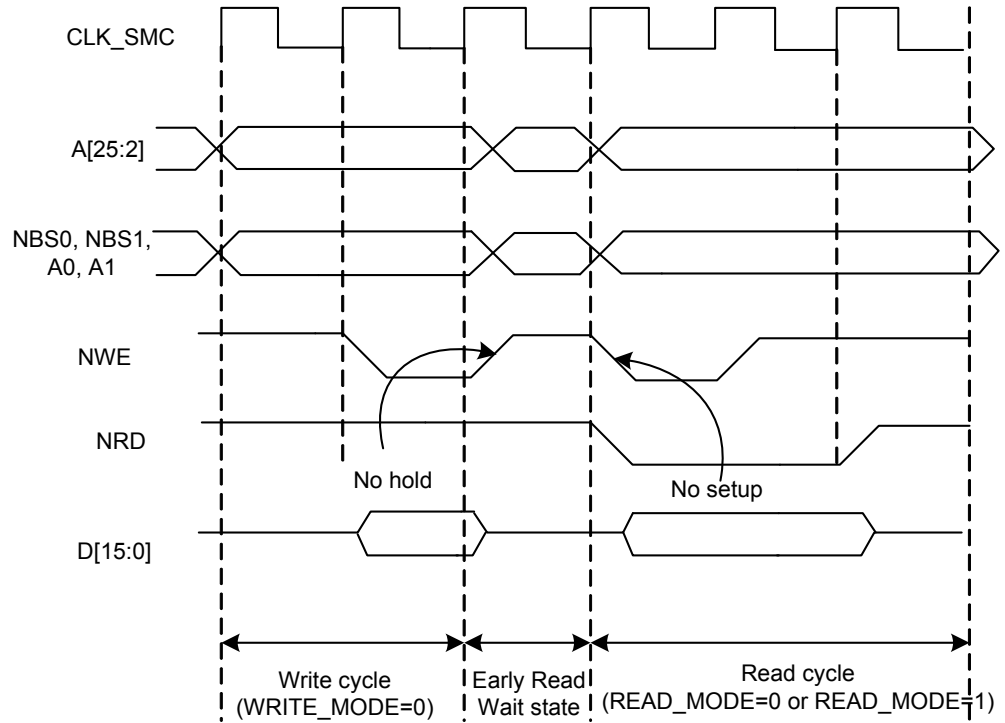 CLK_SMC
A[25:2]
NBS0, NBS1,
A0, A1
NWE
NRD
No hold
No setup
D[15:0]
Write cycle
(WRITE_MODE=0)
Early Read
Wait state
Read cycle
(READ_MODE=0 or READ_MODE=1)